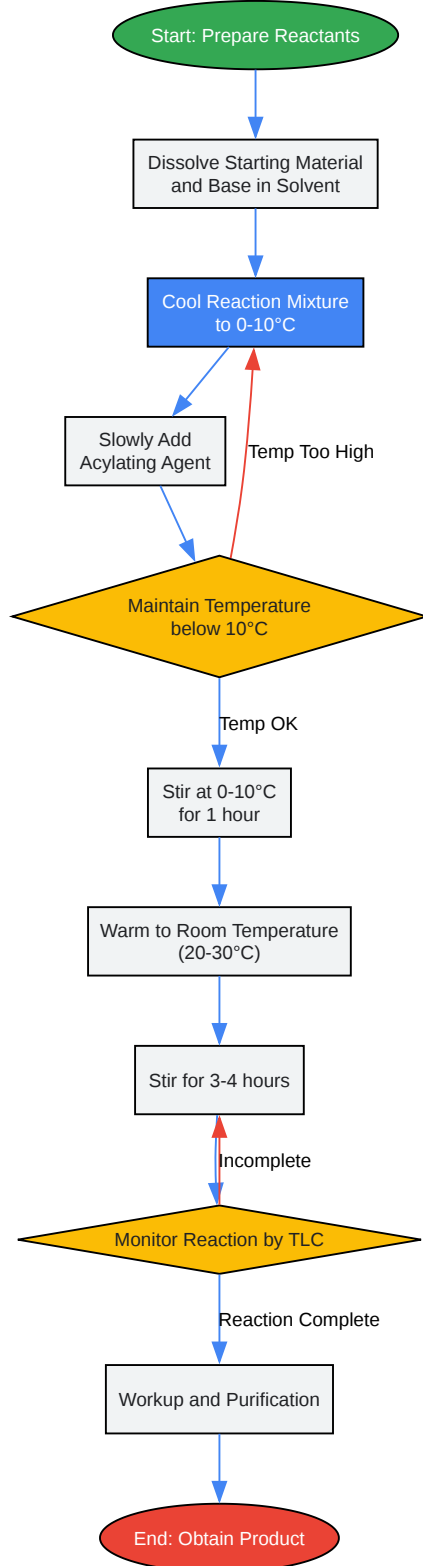 Start: Prepare Reactants
Dissolve Starting Material
and Base in Solvent
Cool Reaction Mixture
to 0-10°C
Slowly Add
Acylating Agent
Temp Too High
Maintain Temperature
below 10°C
Temp OK
Stir at 0-10°C
for 1 hour
Warm to Room Temperature
(20-30°C)
Stir for 3-4 hours
Incomplete
Monitor Reaction by TLC
Reaction Complete
Workup and Purification
End: Obtain Product